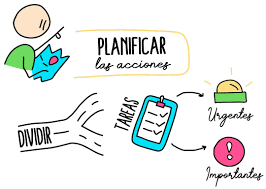 PLANIFICAR
las acciones
DIVIDIR
TAREAS
Urgentes
!
Importantes